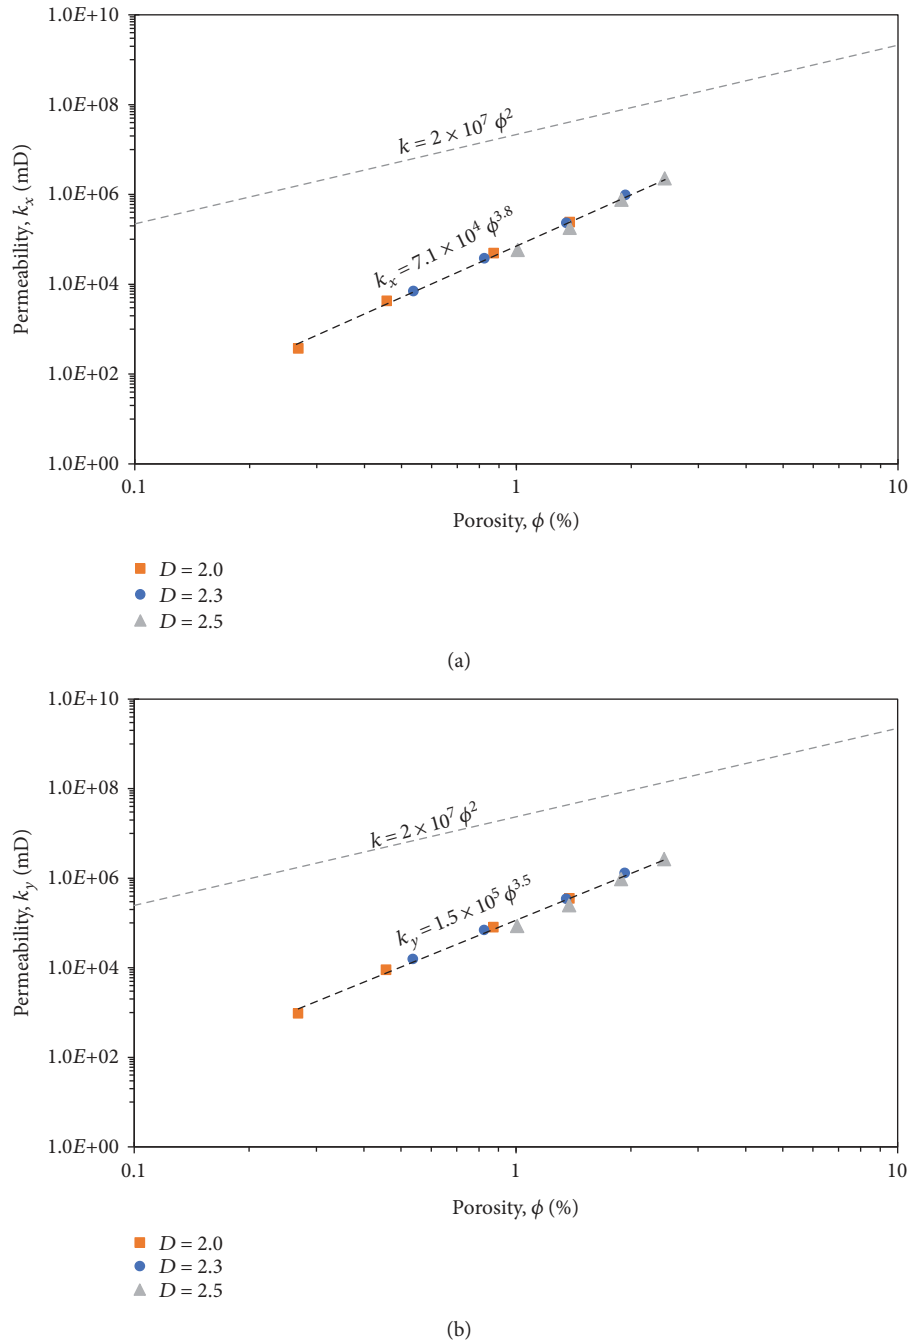 1.0E+10
1.0E+08
1.0E+06
1.0E+04
1.0E+02
1.0E+00
Permeability, kₓ (mD)
k = 2 × 10⁷ ϕ²
kₓ = 7.1 × 10⁴ ϕ³·⁸
0.1 1 10
Porosity, ϕ (%)
D = 2.0
D = 2.3
D = 2.5
(a)
1.0E+10
1.0E+08
1.0E+06
1.0E+04
1.0E+02
1.0E+00
Permeability, k_y (mD)
k = 2 × 10⁷ ϕ²
k_y = 1.5 × 10⁵ ϕ³·⁵
0.1 1 10
Porosity, ϕ (%)
D = 2.0
D = 2.3
D = 2.5
(b)